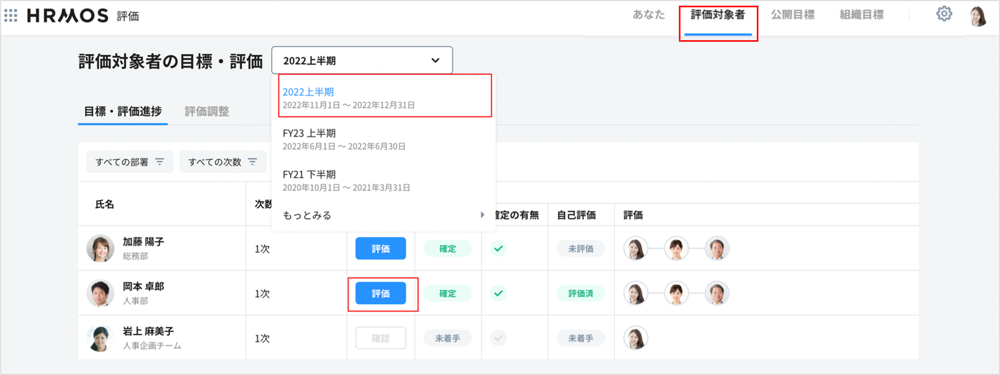 HRMOS 評価
あなた
評価対象者
公開目標
組織目標
評価対象者の目標・評価
2022上半期
2022上半期
2022年11月1日 〜 2022年12月31日
FY23 上半期
2022年6月1日 〜 2022年6月30日
FY21 下半期
2020年10月1日 〜 2021年3月31日
もっとみる
目標・評価進捗
評価調整
すべての部署
すべての次数
氏名
次数
確定の有無
自己評価
評価
加藤 陽子
総務部
1次
評価
確定
未評価
岡本 卓郎
人事部
1次
評価
確定
評価済
岩上 麻美子
人事企画チーム
1次
確認
未着手
未着手